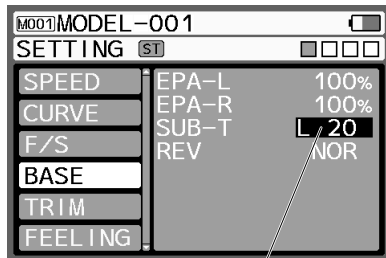 M001 MODEL-001
SETTING ST
SPEED
CURVE
F/S
BASE
TRIM
FEELING
EPA-L 100%
EPA-R 100%
SUB-T L 20
REV NOR